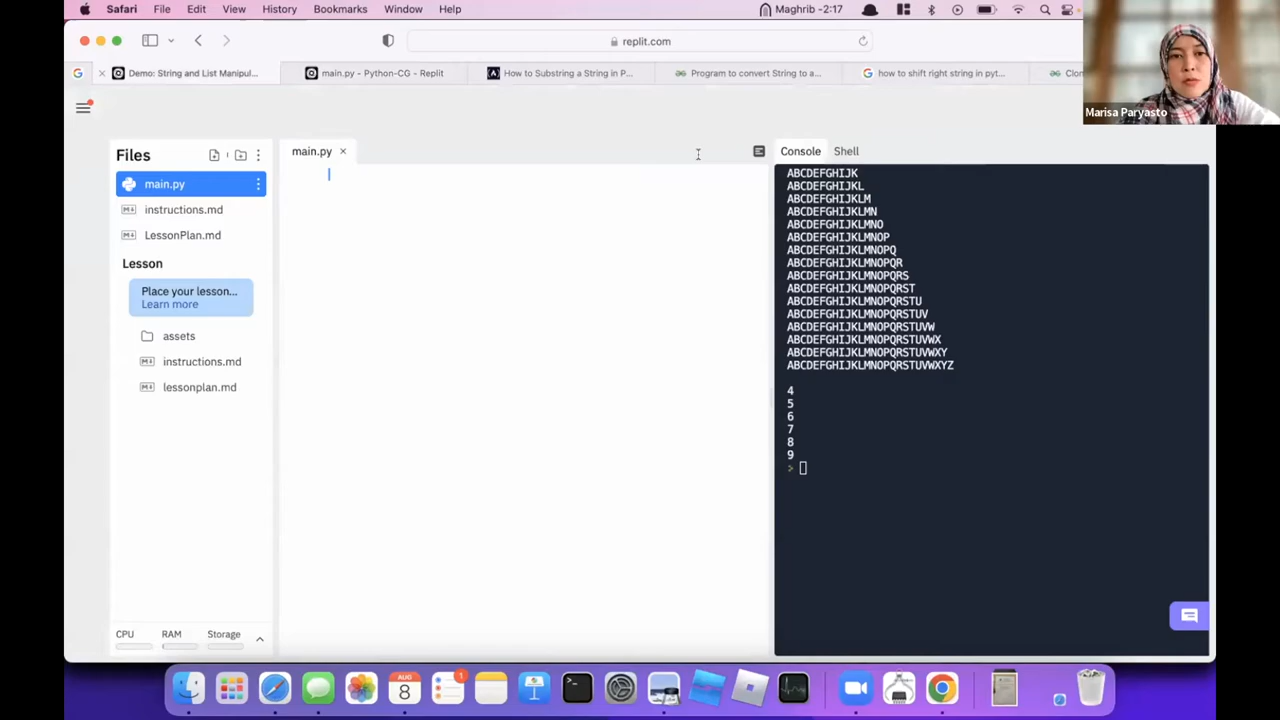 Safari File Edit View History Bookmarks Window Help Maghrib -2:17
replit.com
Demo: String and List Manipul... main.py - Python-CG - Replit How to Substring a String in P... Program to convert String to a... how to shift right string in pyt... Clon
Marisa Paryasto
Files
main.py
instructions.md
LessonPlan.md
Lesson
Place your lesson...
Learn more
assets
instructions.md
lessonplan.md
CPU RAM Storage
main.py
Console Shell
ABCDEFGHIJK
ABCDEFGHIJKL
ABCDEFGHIJKLM
ABCDEFGHIJKLMN
ABCDEFGHIJKLMNO
ABCDEFGHIJKLMNOP
ABCDEFGHIJKLMNOPQ
ABCDEFGHIJKLMNOPQR
ABCDEFGHIJKLMNOPQRS
ABCDEFGHIJKLMNOPQRST
ABCDEFGHIJKLMNOPQRSTU
ABCDEFGHIJKLMNOPQRSTUV
ABCDEFGHIJKLMNOPQRSTUVW
ABCDEFGHIJKLMNOPQRSTUVWX
ABCDEFGHIJKLMNOPQRSTUVWXY
ABCDEFGHIJKLMNOPQRSTUVWXYZ
4
5
6
7
8
9
>
AUG
8
1